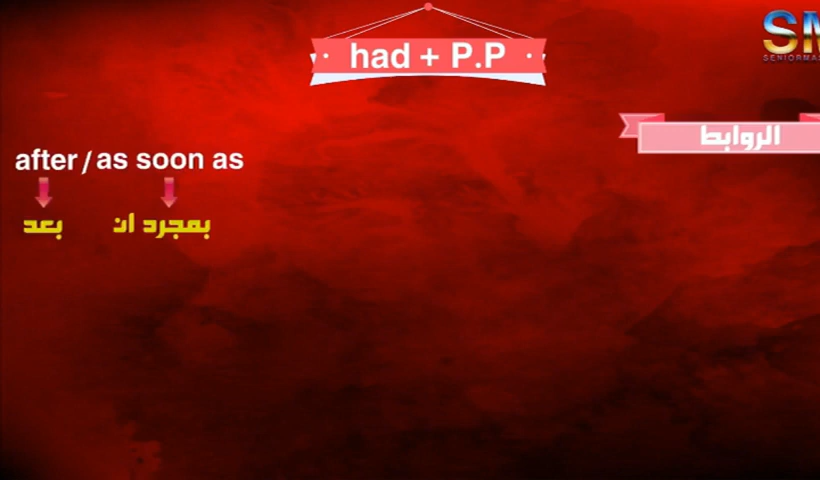 had + P.P
SM
الروابط
after / as soon as
بعد بمجرد ان